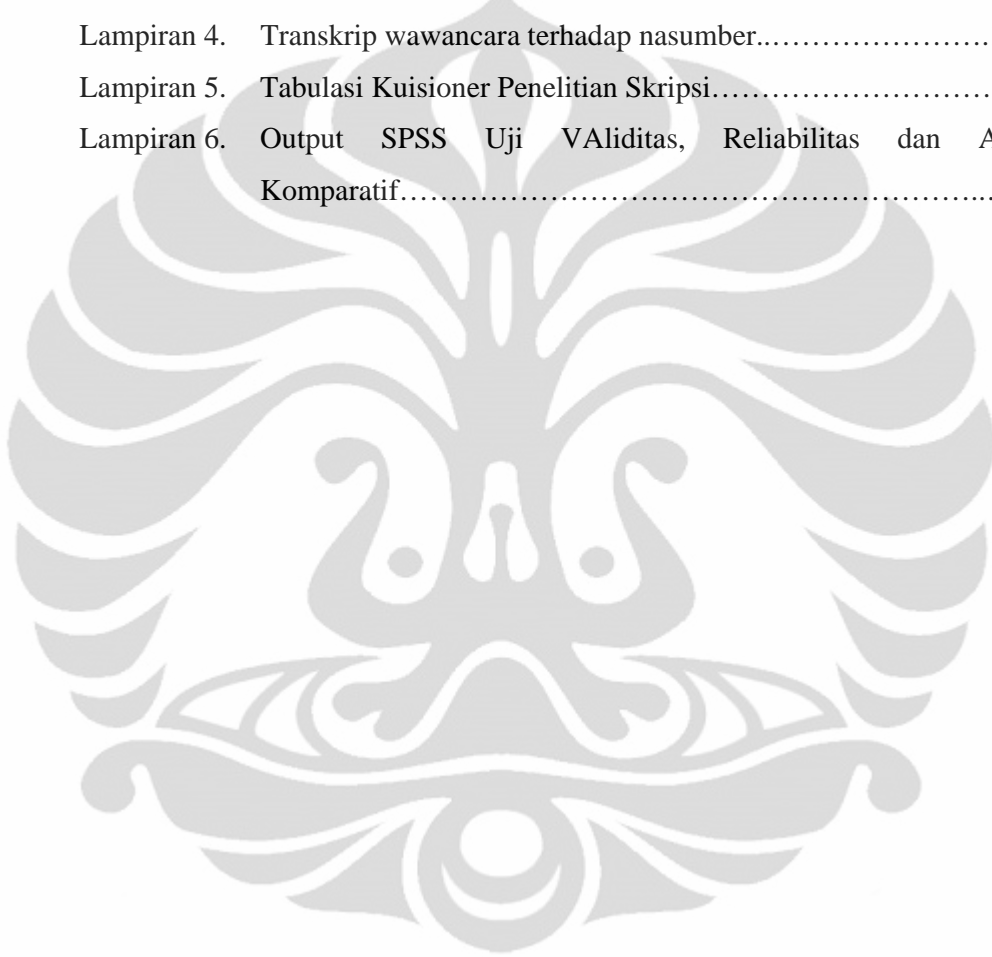 Lampiran 4. Transkrip wawancara terhadap nasumber..………………….
Lampiran 5. Tabulasi Kuisioner Penelitian Skripsi………………………
Lampiran 6. Output SPSS Uji VAliditas, Reliabilitas dan A
Komparatif…………………………………………………..…